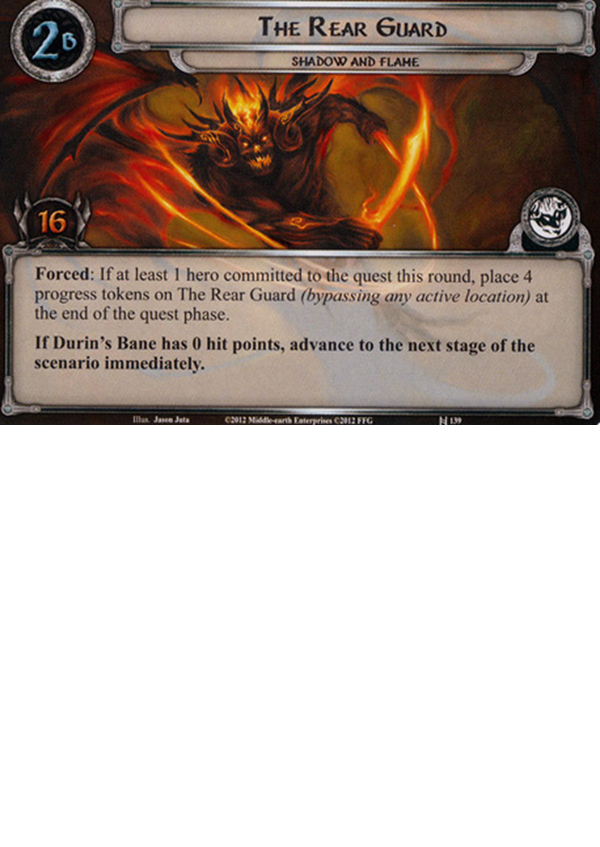 2B
THE REAR GUARD
SHADOW AND FLAME
16
Forced: If at least 1 hero committed to the quest this round, place 4
progress tokens on The Rear Guard (bypassing any active location) at
the end of the quest phase.
If Durin's Bane has 0 hit points, advance to the next stage of the
scenario immediately.
Illus. Jason Juta ©2012 Middle-earth Enterprises ©2012 FFG 139